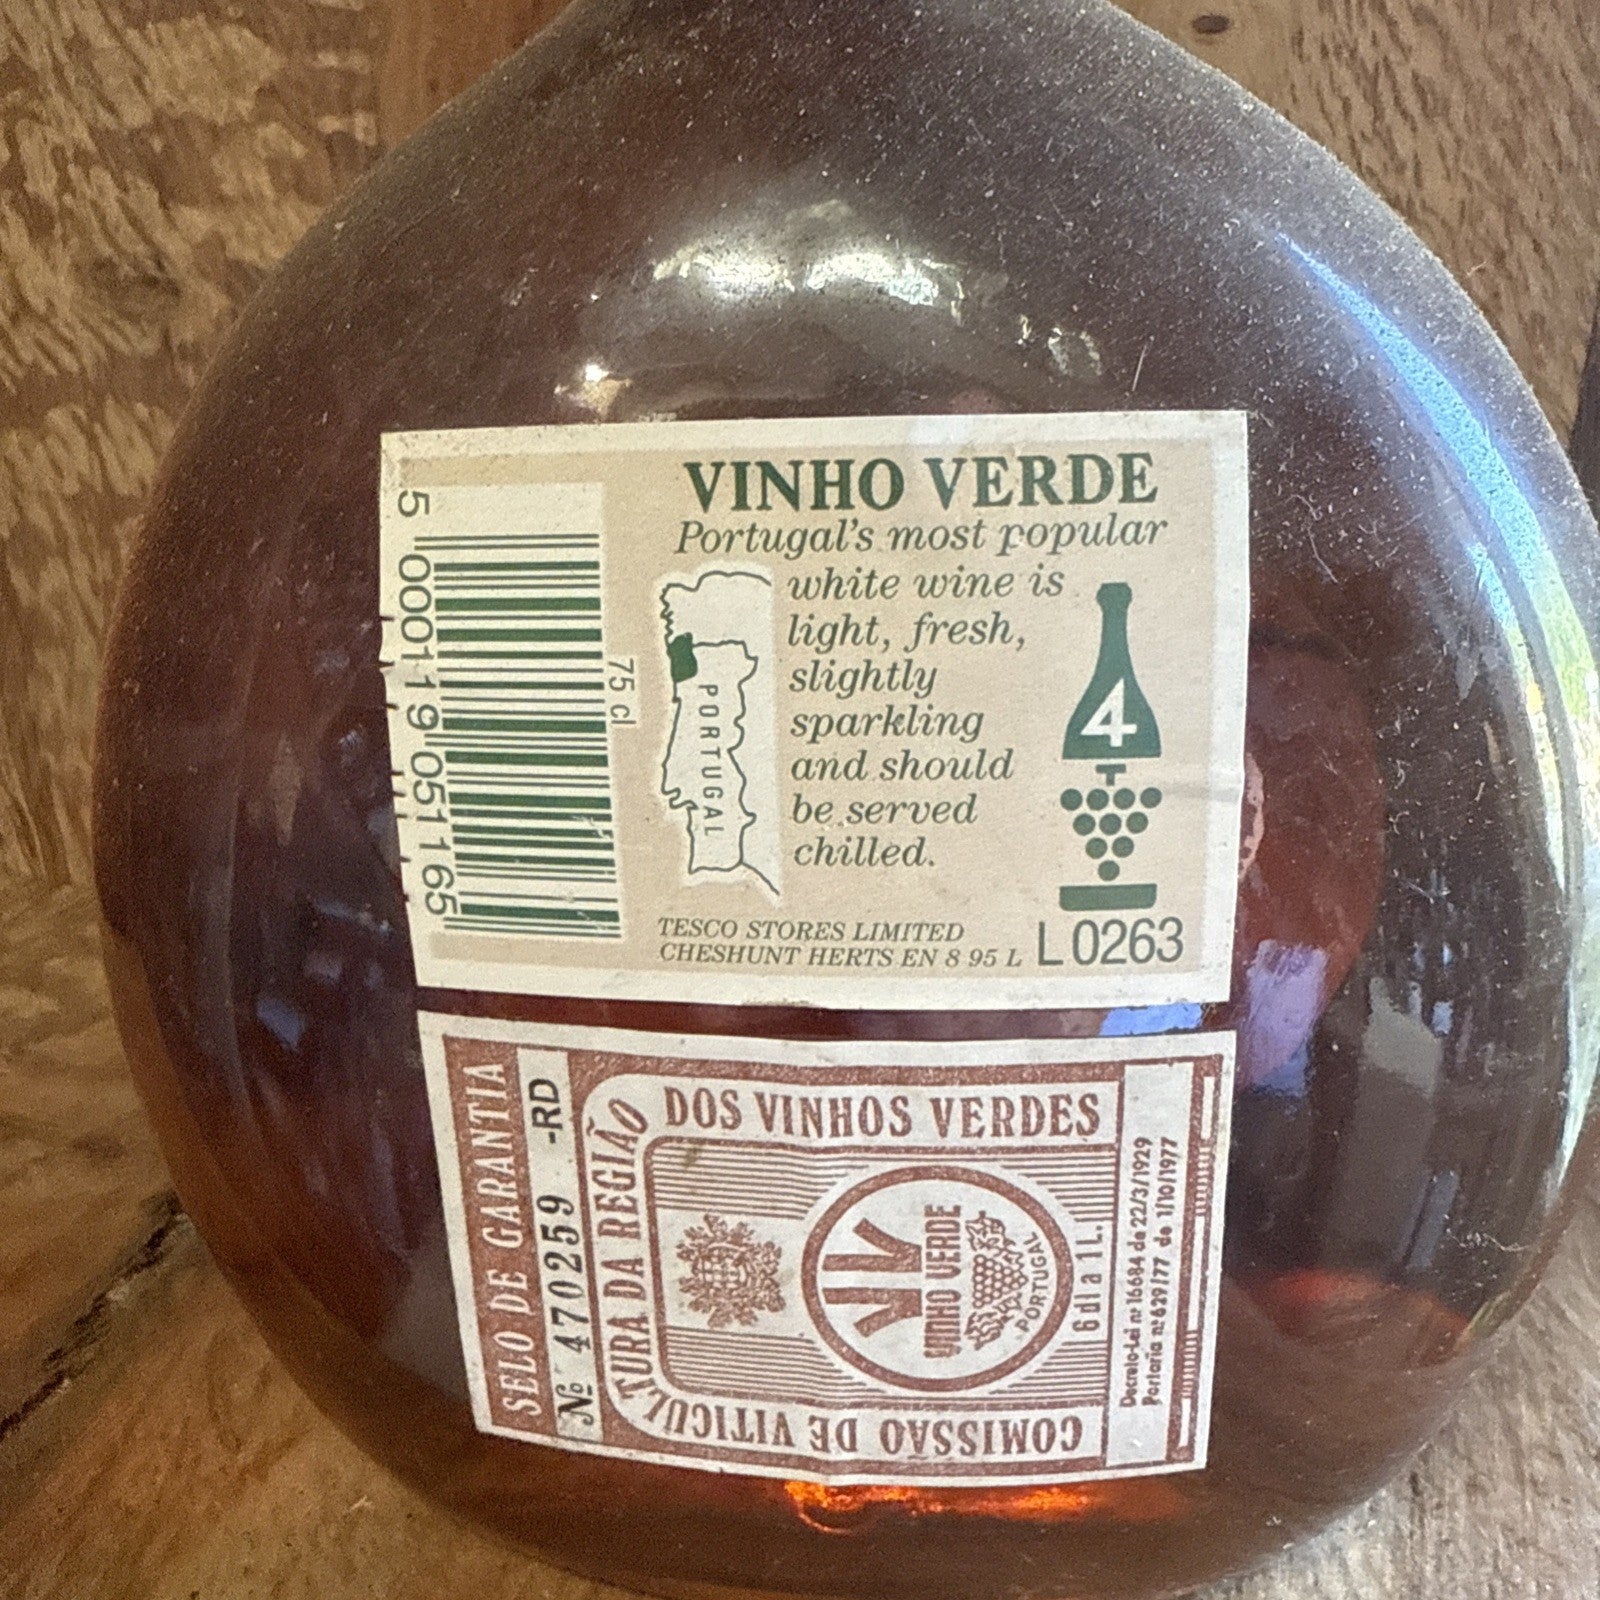 VINHO VERDE
Portugal's most popular
white wine is
light, fresh,
slightly
sparkling
and should
be served
chilled.
4
PORTUGAL
75 cl
5 000119 051165
TESCO STORES LIMITED
CHESHUNT HERTS EN 8 95 L
L0263
SELO DE GARANTIA
Nº 470259 -RD
COMISSÃO DE VITICULTURA DA REGIÃO
DOS VINHOS VERDES
VINHO VERDE
PORTUGAL
6 dl a 1 L.
Decreto-Lei nº 16684 de 22/3/1929
Portaria nº 629/77 de 1/10/1977